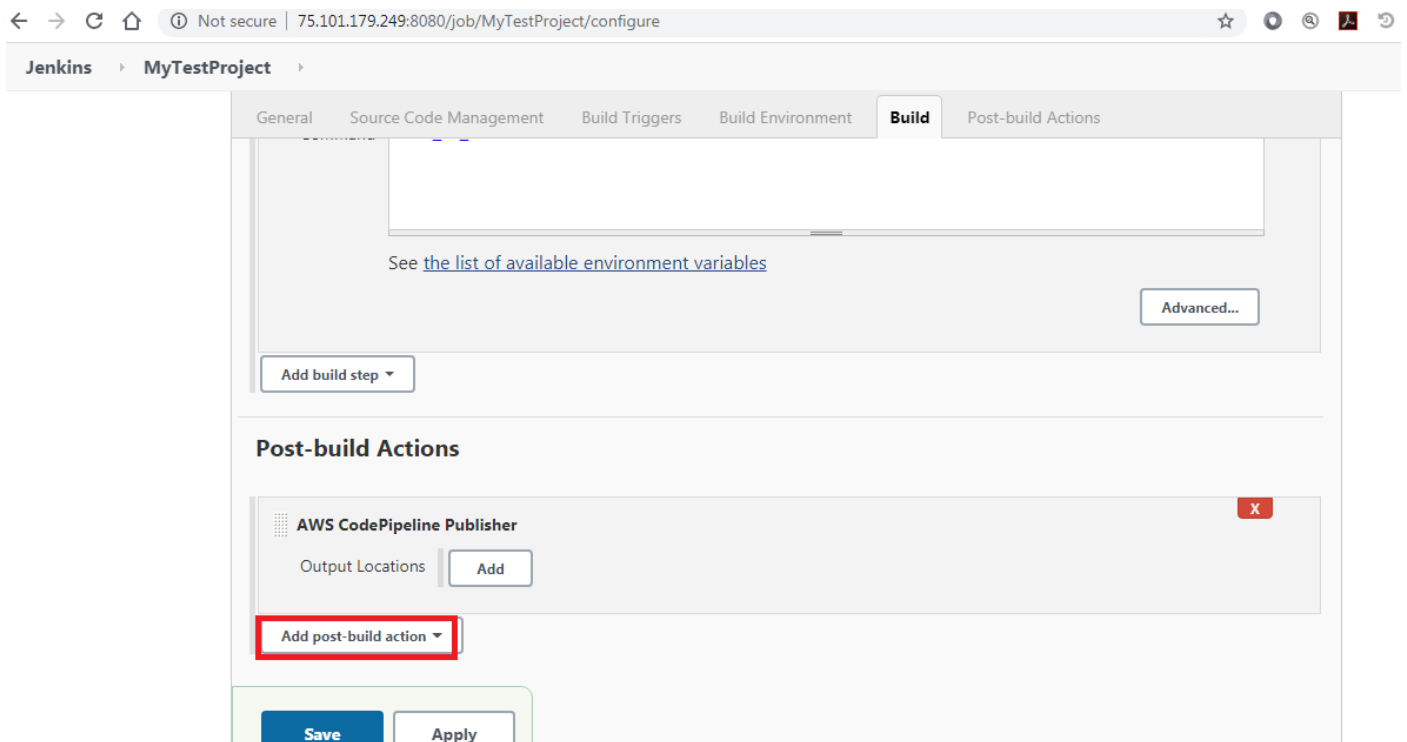 Not secure | 75.101.179.249:8080/job/MyTestProject/configure
Jenkins MyTestProject
General Source Code Management Build Triggers Build Environment Build Post-build Actions
See the list of available environment variables
Advanced...
Add build step
Post-build Actions
X
AWS CodePipeline Publisher
Output Locations Add
Add post-build action
Save Apply